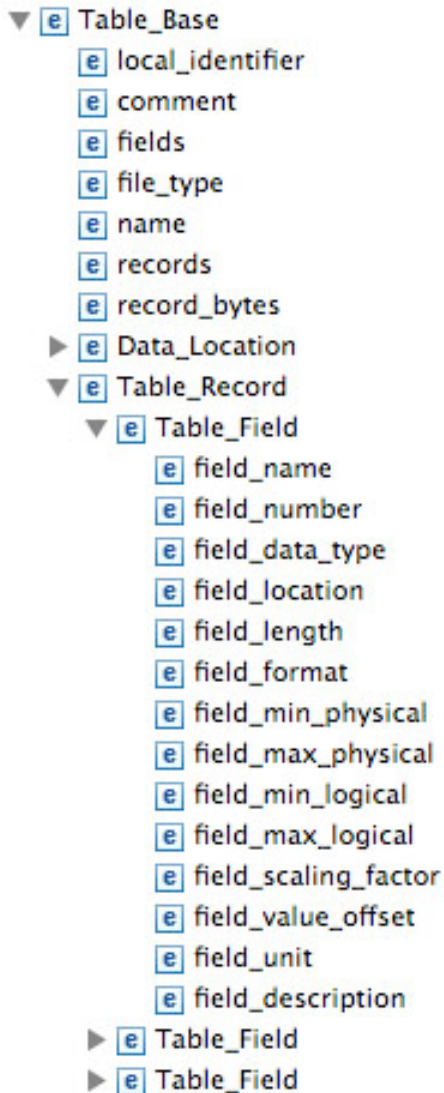 e Table_Base
e local_identifier
e comment
e fields
e file_type
e name
e records
e record_bytes
e Data_Location
e Table_Record
e Table_Field
e field_name
e field_number
e field_data_type
e field_location
e field_length
e field_format
e field_min_physical
e field_max_physical
e field_min_logical
e field_max_logical
e field_scaling_factor
e field_value_offset
e field_unit
e field_description
e Table_Field
e Table_Field